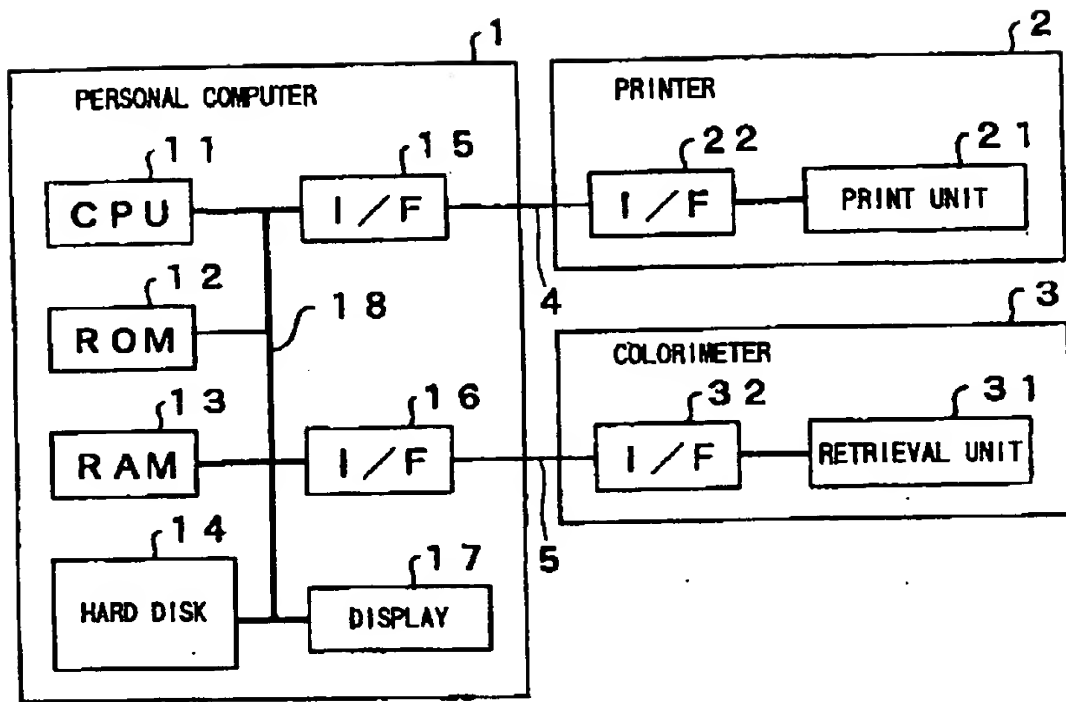 1
PERSONAL COMPUTER
11
CPU
15
I/F
12
ROM
18
13
RAM
16
I/F
14
HARD DISK
17
DISPLAY
2
PRINTER
22
I/F
21
PRINT UNIT
4
3
COLORIMETER
32
I/F
31
RETRIEVAL UNIT
5